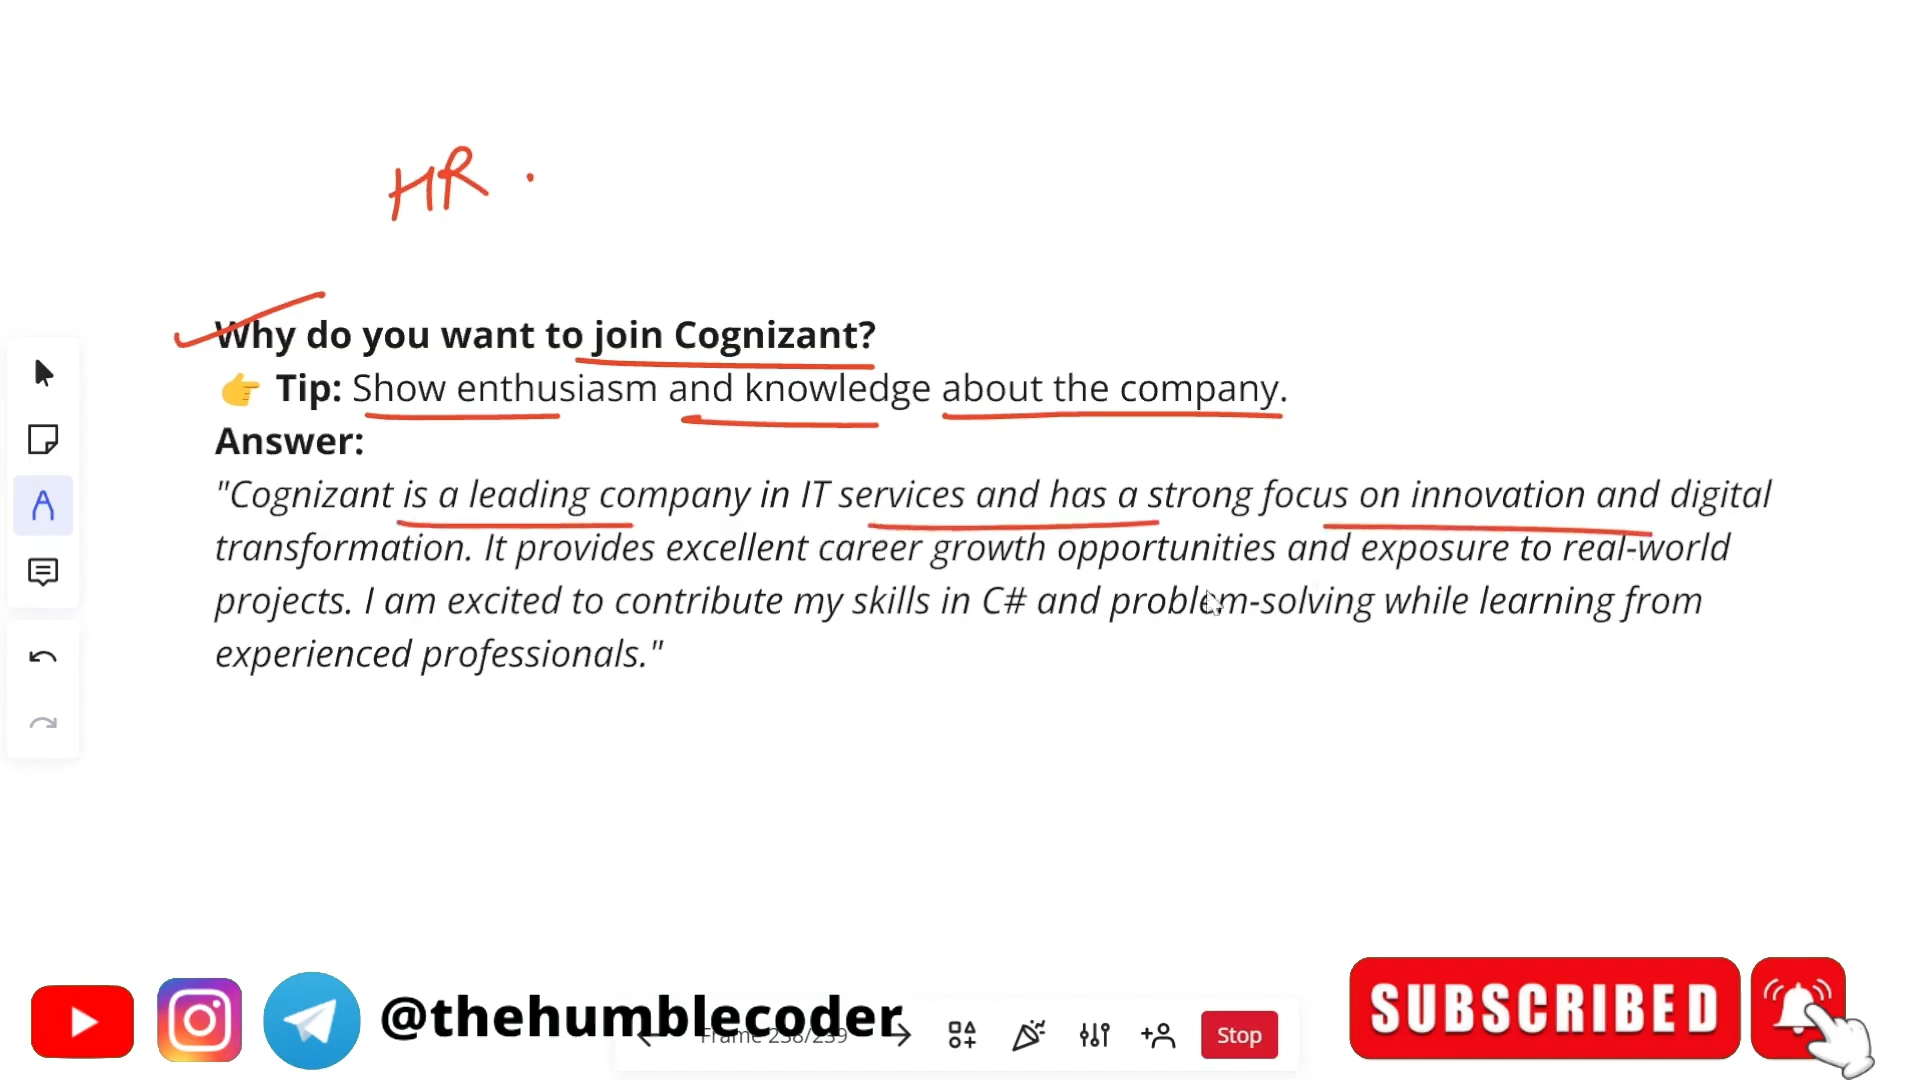 HR .
Why do you want to join Cognizant?
👉 Tip: Show enthusiasm and knowledge about the company.
Answer:
"Cognizant is a leading company in IT services and has a strong focus on innovation and digital
transformation. It provides excellent career growth opportunities and exposure to real-world
projects. I am excited to contribute my skills in C# and problem-solving while learning from
experienced professionals."
@thehumblecoder
Frame 238/239
Stop
SUBSCRIBED